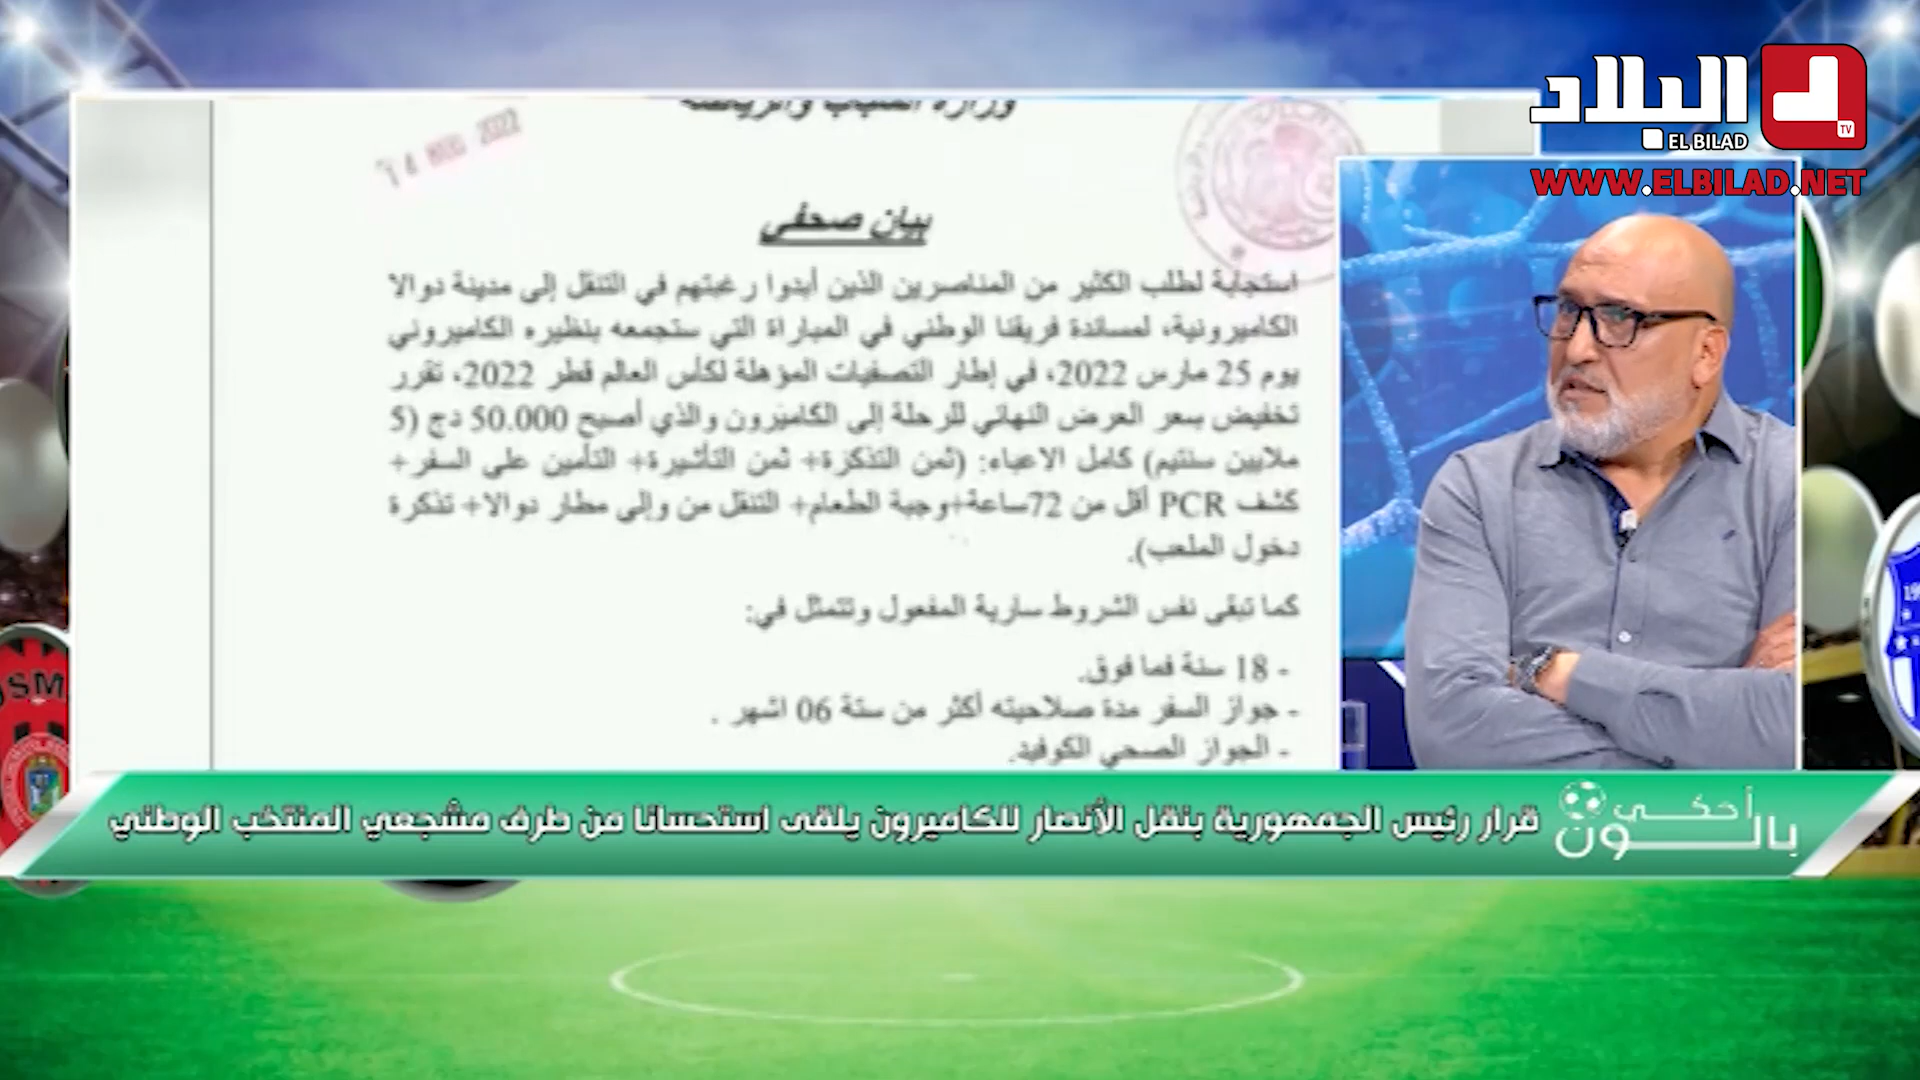 البلاد
TV
EL BILAD
WWW.ELBILAD.NET
وزارة الشباب والرياضة
2022
بيان صحفي
استجابة لطلب الكثير من المناصرين الذين أبدوا رغبتهم في التنقل إلى مدينة دوالا
الكاميرونية، لمساندة فريقنا الوطني في المباراة التي ستجمعه بنظيره الكاميروني
يوم 25 مارس 2022، في إطار التصفيات المؤهلة لكأس العالم قطر 2022، تقرر
تخفيض سعر العرض النهائي للرحلة إلى الكاميرون والذي أصبح 50.000 دج (5
ملايين سنتيم) كامل الاعباء: (ثمن التذكرة+ ثمن التأشيرة+ التأمين على السفر+
كشف PCR أقل من 72ساعة+وجبة الطعام+ التنقل من وإلى مطار دوالا+ تذكرة
دخول الملعب).
كما تبقى نفس الشروط سارية المفعول وتتمثل في:
- 18 سنة فما فوق.
- جواز السفر مدة صلاحيته أكثر من ستة 06 اشهر .
- الجواز الصحي الكوفيد.
أحكي
بالون
قرار رئيس الجمهورية بنقل الأنصار للكاميرون يلقى استحسانا من طرف مشجعي المنتخب الوطني
USM